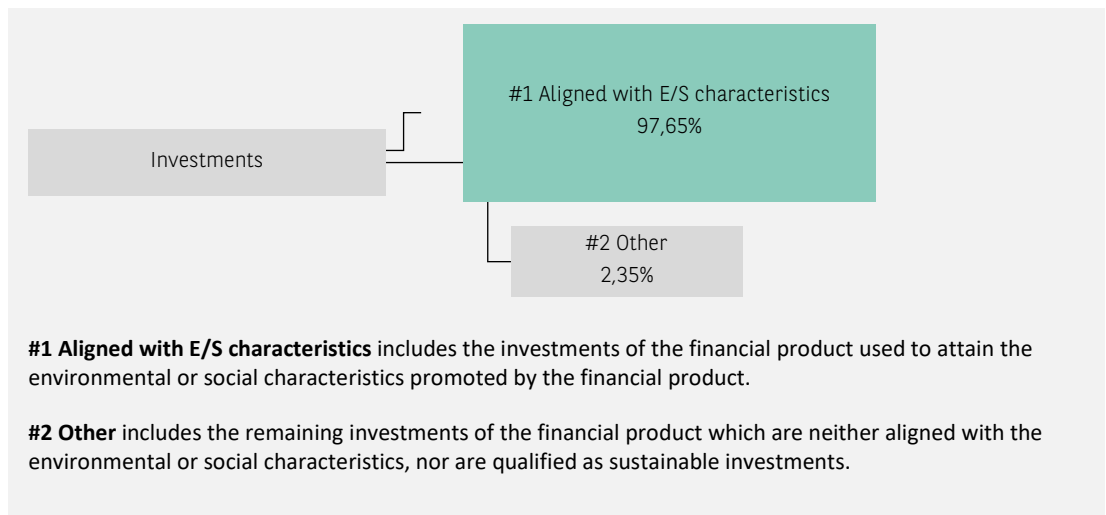 #1 Aligned with E/S characteristics
97,65%
Investments
#2 Other
2,35%
#1 Aligned with E/S characteristics includes the investments of the financial product used to attain the
environmental or social characteristics promoted by the financial product.
#2 Other includes the remaining investments of the financial product which are neither aligned with the
environmental or social characteristics, nor are qualified as sustainable investments.